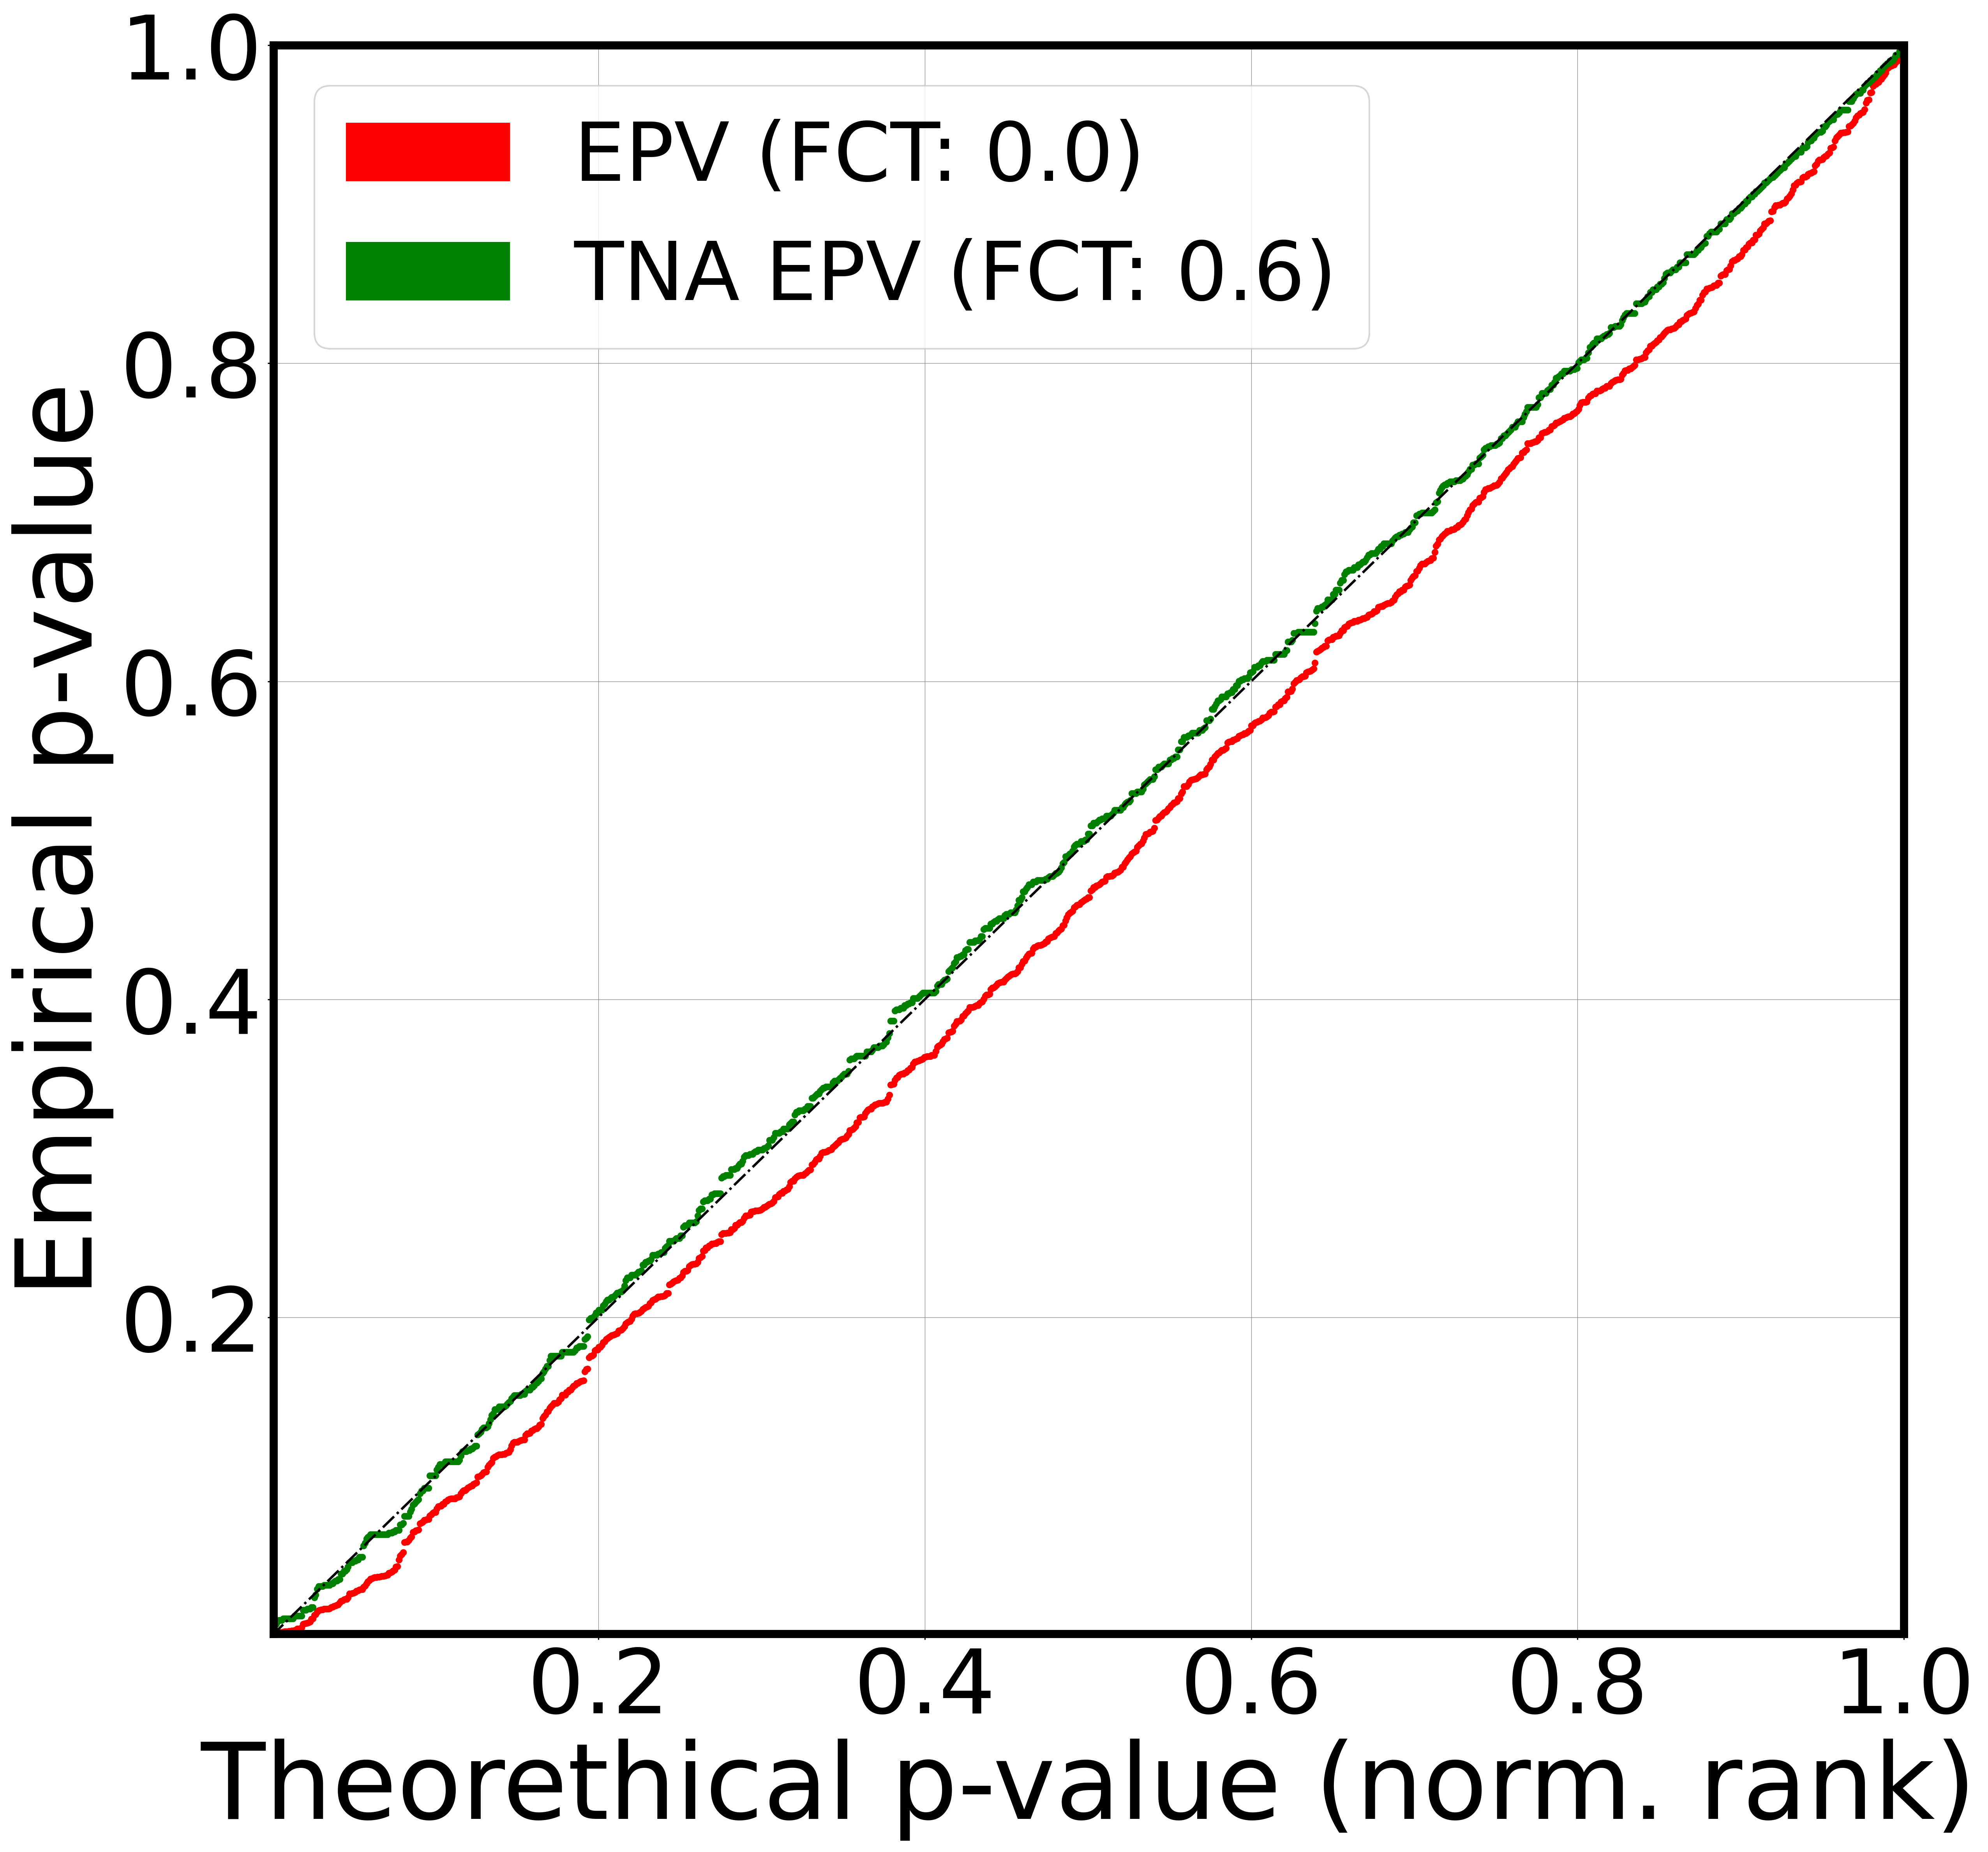 1.0
EPV (FCT: 0.0)
TNA EPV (FCT: 0.6)
0.8
0.6
0.4
0.2
Empirical p-value
0.2 0.4 0.6 0.8 1.0
Theorethical p-value (norm. rank)